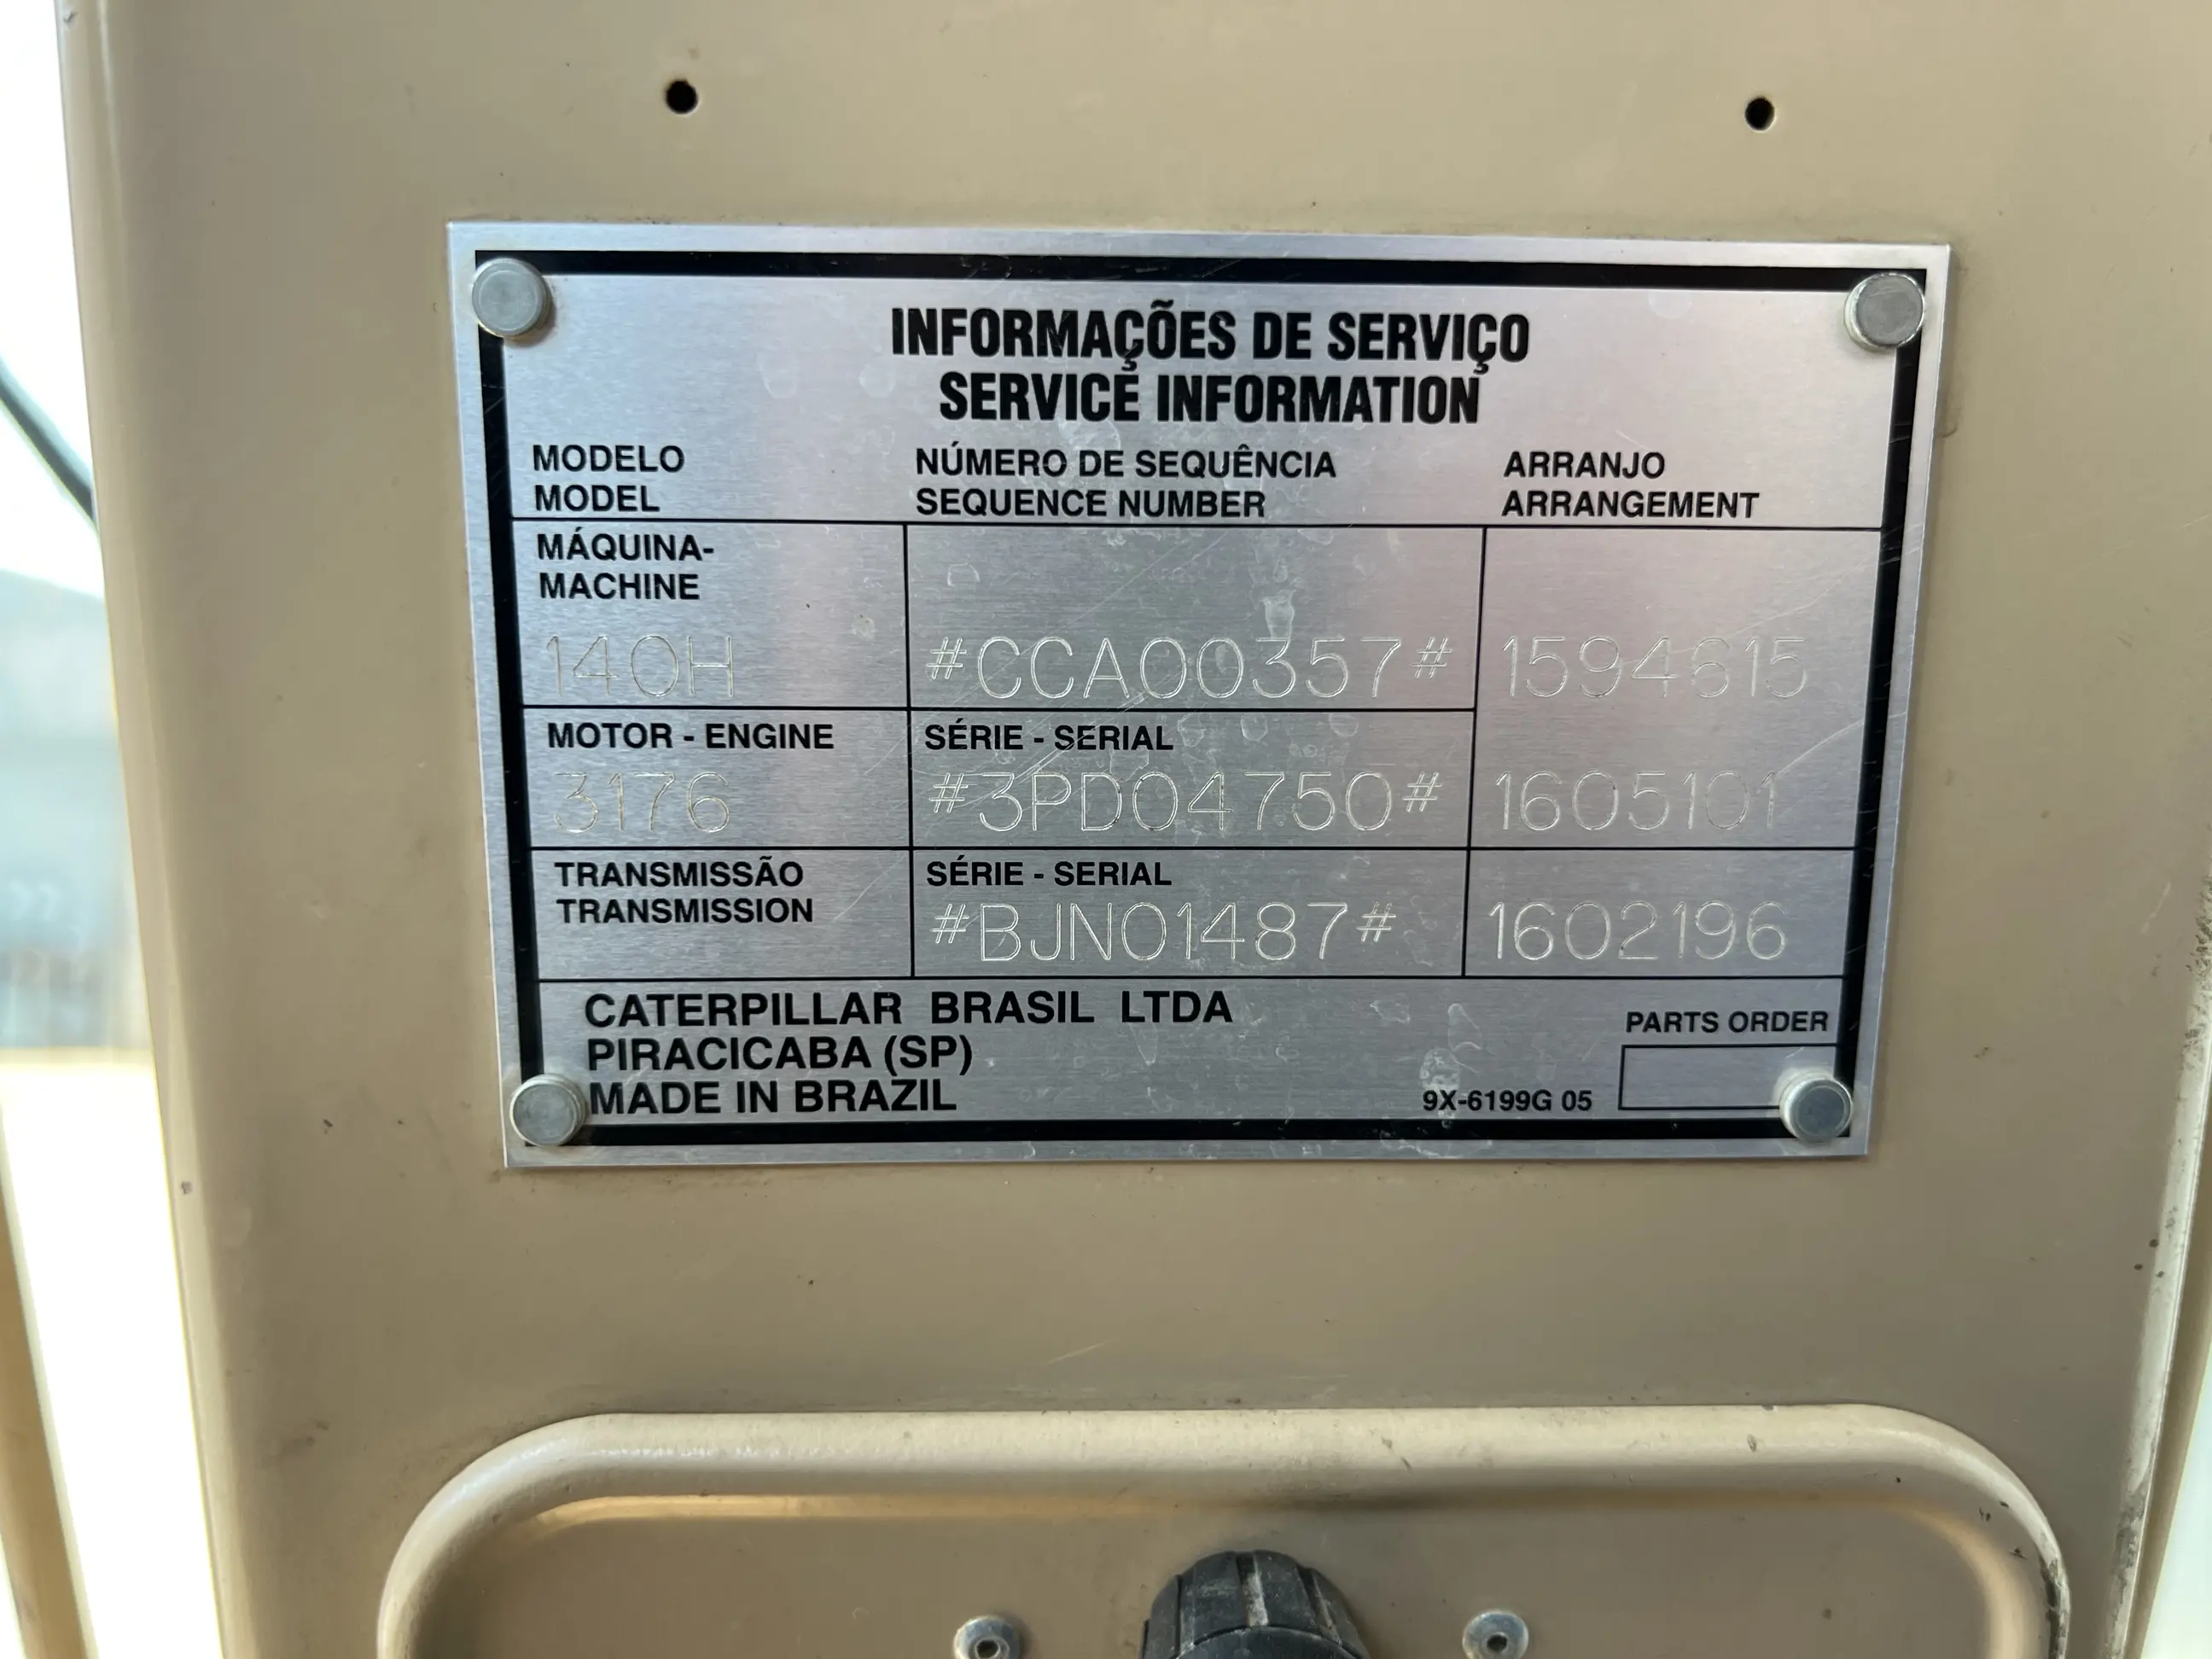 INFORMAÇÕES DE SERVIÇO
SERVICE INFORMATION
MODELO NÚMERO DE SEQUÊNCIA ARRANJO
MODEL SEQUENCE NUMBER ARRANGEMENT
MÁQUINA-
MACHINE
140H #CCA00357# 1594615
MOTOR - ENGINE SÉRIE - SERIAL
3176 #3PD04750# 1605101
TRANSMISSÃO SÉRIE - SERIAL
TRANSMISSION #BJN01487# 1602196
CATERPILLAR BRASIL LTDA
PIRACICABA (SP) PARTS ORDER
MADE IN BRAZIL 9X-6199G 05